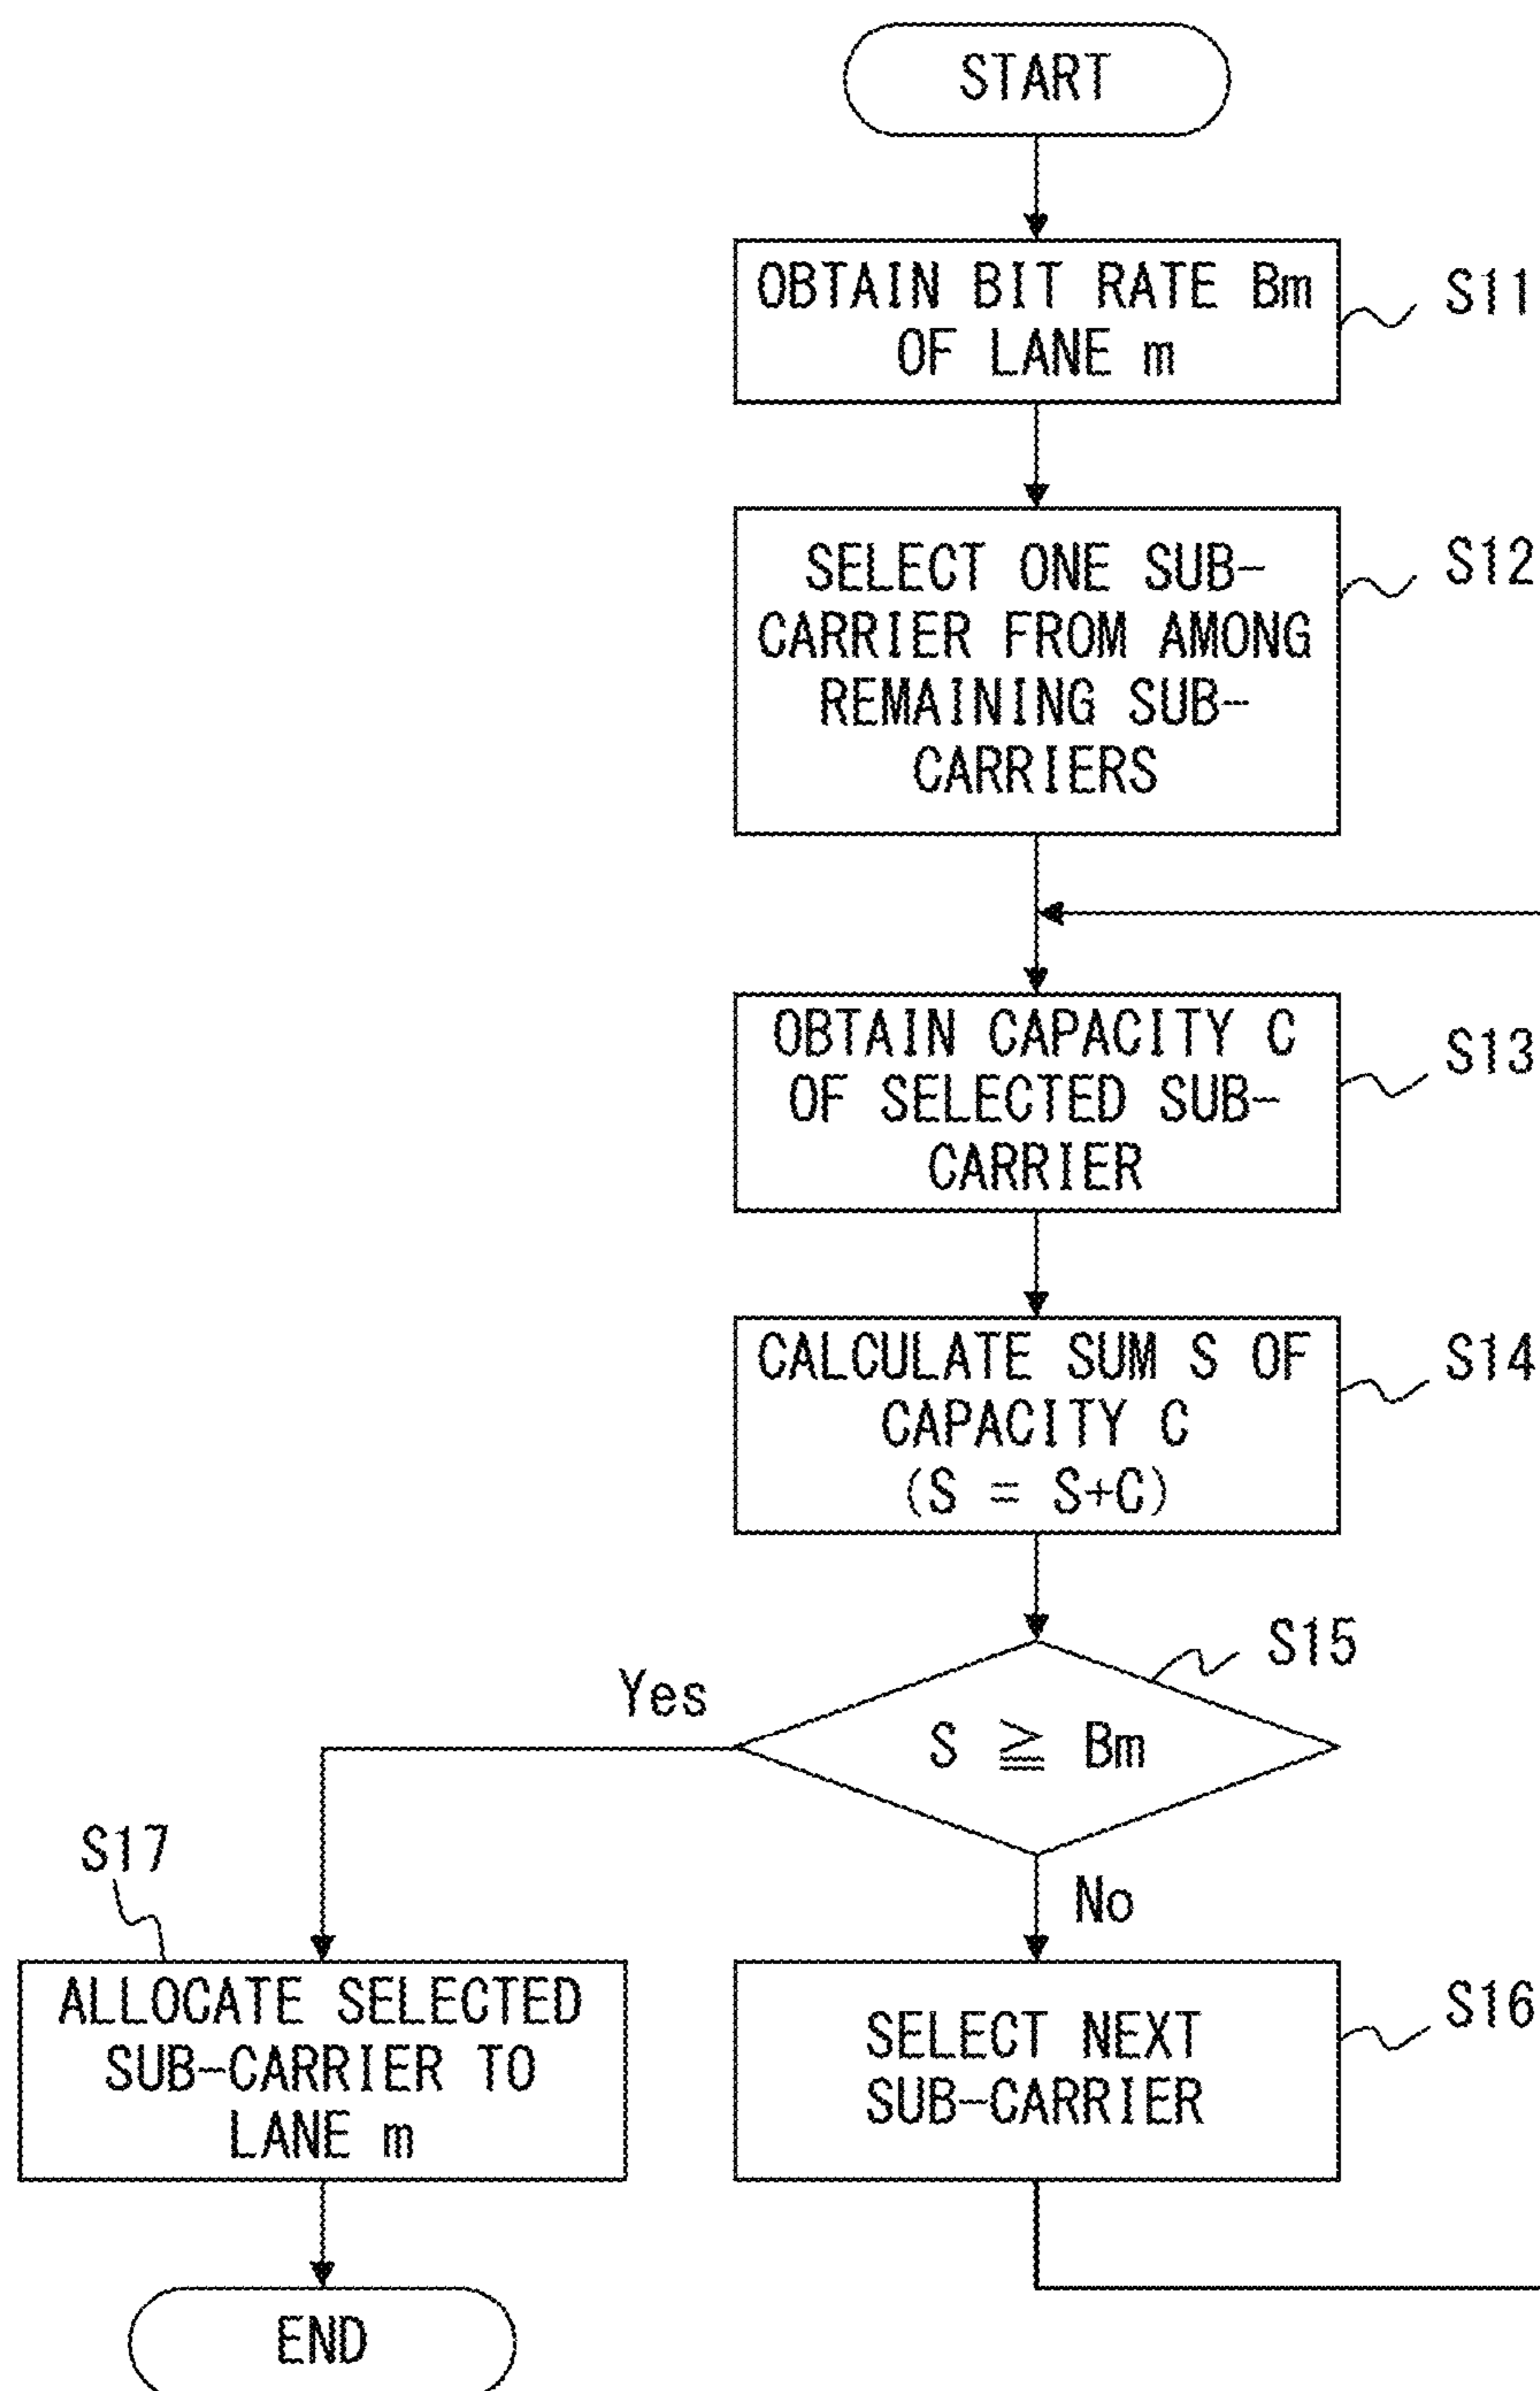 START
OBTAIN BIT RATE Bm
OF LANE m
S11
SELECT ONE SUB-
CARRIER FROM AMONG
REMAINING SUB-
CARRIERS
S12
OBTAIN CAPACITY C
OF SELECTED SUB-
CARRIER
S13
CALCULATE SUM S OF
CAPACITY C
(S = S+C)
S14
S15
Yes
S ≧ Bm
No
S17
ALLOCATE SELECTED
SUB-CARRIER TO
LANE m
SELECT NEXT
SUB-CARRIER
S16
END